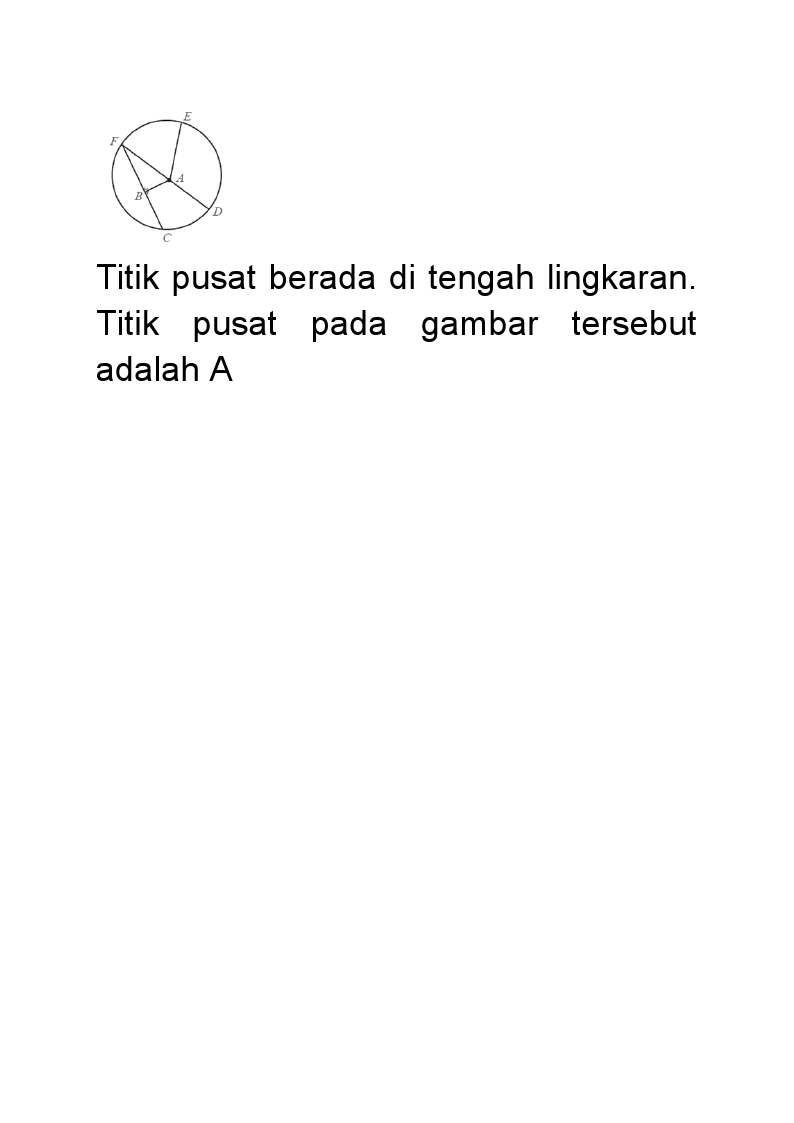 E
F
A
B
D
C
Titik pusat berada di tengah lingkaran.
Titik pusat pada gambar tersebut
adalah A